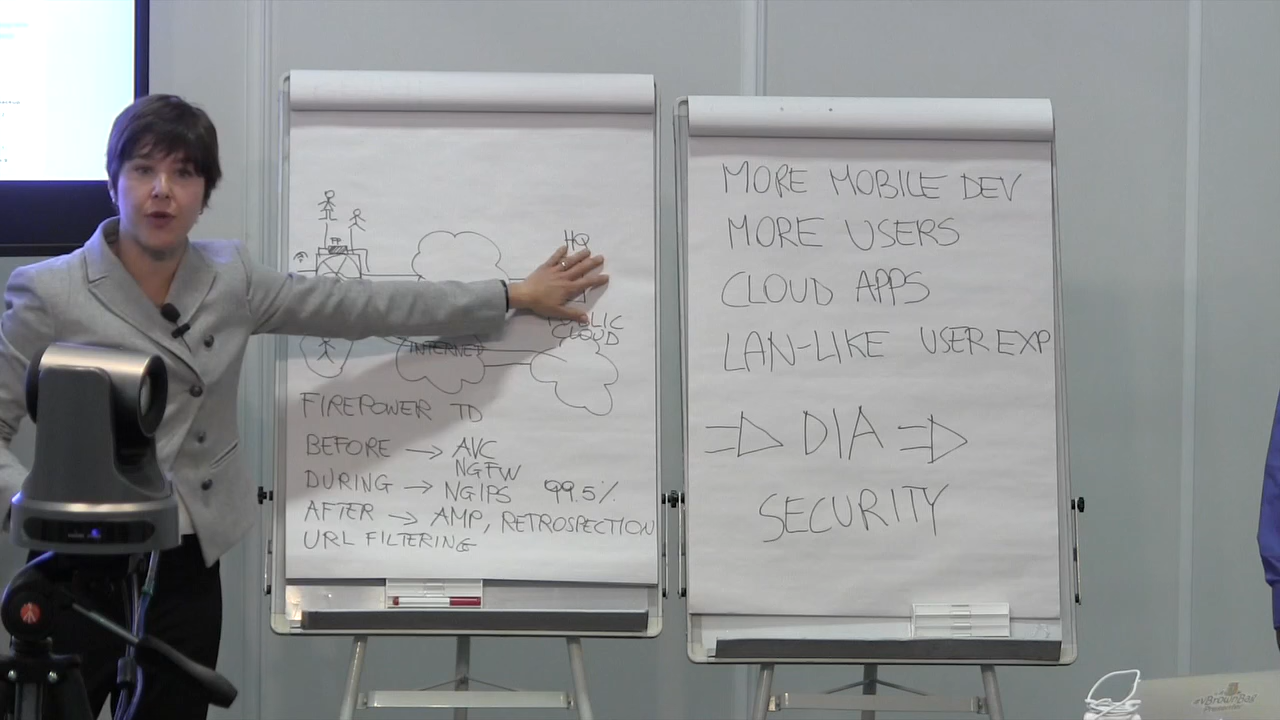 HQ
PUBLIC
CLOUD
INTERNET
FIREPOWER TD
BEFORE → AVC
NGFW
DURING → NGIPS 99.5%
AFTER → AMP, RETROSPECTION
URL FILTERING
MORE MOBILE DEV
MORE USERS
CLOUD APPS
LAN-LIKE USER EXP
⇒ DIA ⇒
SECURITY